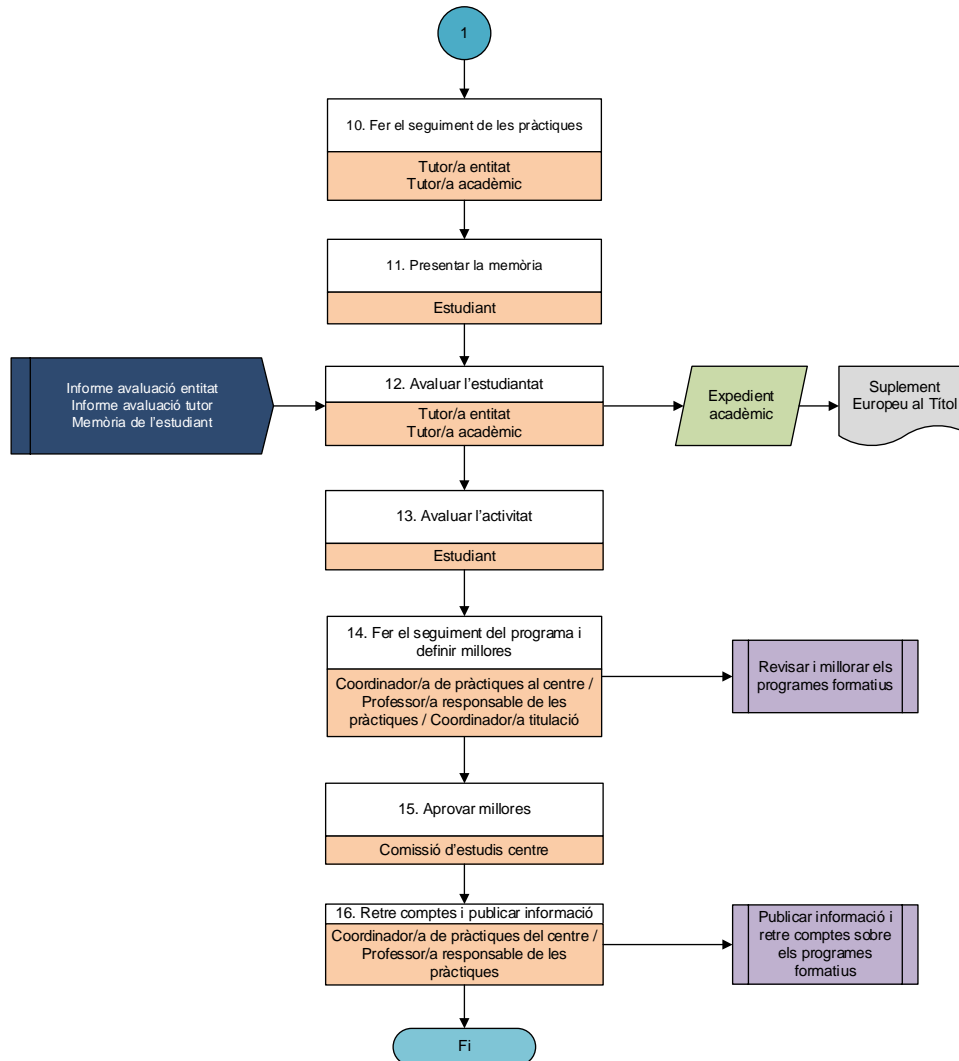 1
10. Fer el seguiment de les pràctiques
Tutor/a entitat
Tutor/a acadèmic
11. Presentar la memòria
Estudiant
Informe avaluació entitat
Informe avaluació tutor
Memòria de l'estudiant
12. Avaluar l'estudiantat
Tutor/a entitat
Tutor/a acadèmic
Expedient
acadèmic
Suplement
Europeu al Títol
13. Avaluar l'activitat
Estudiant
14. Fer el seguiment del programa i
definir millores
Coordinador/a de pràctiques al centre /
Professor/a responsable de les
pràctiques / Coordinador/a titulació
Revisar i millorar els
programes formatius
15. Aprovar millores
Comissió d'estudis centre
16. Retre comptes i publicar informació
Coordinador/a de pràctiques del centre /
Professor/a responsable de les
pràctiques
Publicar informació i
retre comptes sobre
els programes
formatius
Fi